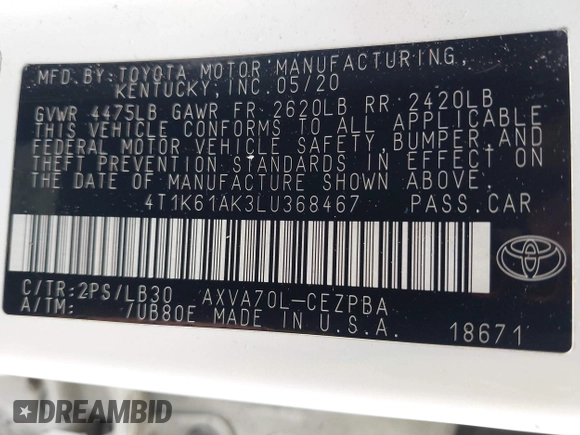 MFD. BY: TOYOTA MOTOR MANUFACTURING,
KENTUCKY, INC. 05/20
GVWR 4475LB GAWR FR 2620LB RR 2420LB
THIS VEHICLE CONFORMS TO ALL APPLICABLE
FEDERAL MOTOR VEHICLE SAFETY, BUMPER, AND
THEFT PREVENTION STANDARDS IN EFFECT ON
THE DATE OF MANUFACTURE SHOWN ABOVE.
4T1K61AK3LU368467 PASS. CAR
C/TR: 2PS/LB30 AXVA70L-CEZPBA
A/TM: /UB80E MADE IN U.S.A. 18671
DREAMBID